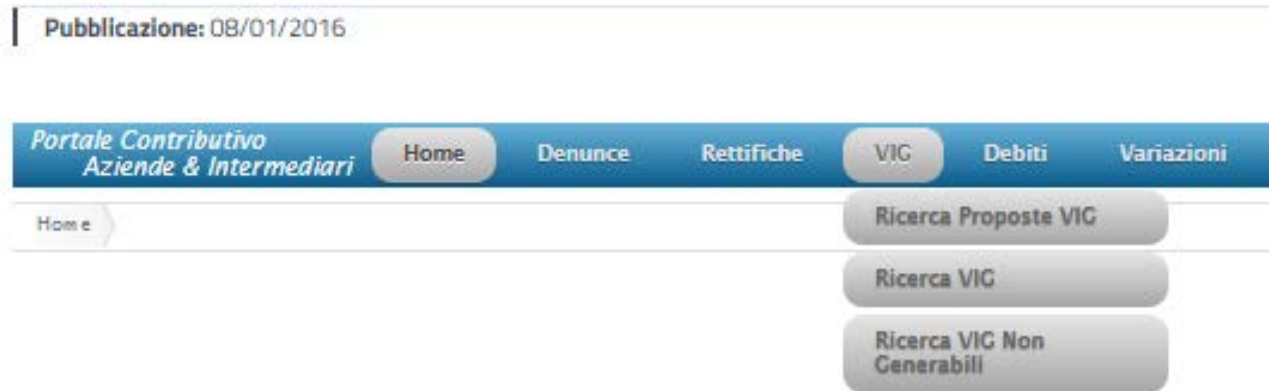 Pubblicazione: 08/01/2016
Portale Contributivo
Aziende & Intermediari
Home Denunce Rettifiche VIG Debiti Variazioni
Home
Ricerca Proposte VIG
Ricerca VIG
Ricerca VIG Non
Generabili